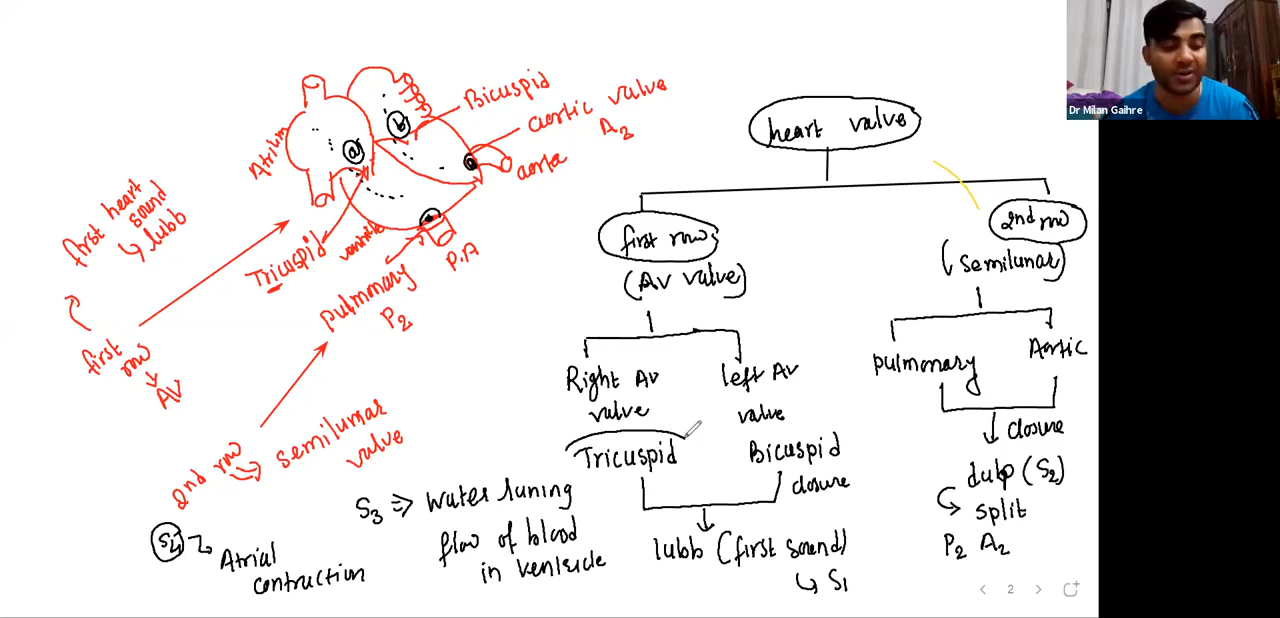 Dr Milan Gaihre
Bicuspid
aortic valve
A2
aorta
Atrium
b
a
first heart
sound
↳ lubb
Tricuspid
ventricle
P.A
pulmonary
P2
first
row
↳ AV
2nd row
semilunar
valve
S4
Atrial
contraction
S3 ⇒ water
flow of blood
in
heart valve
first row
(AV valve)
2nd row
(semilunar)
Right AV
valve
Tricuspid
left AV
valve
Bicuspid
closure
lubb (first sound)
↳ S1
pulmonary
Aortic
closure
(S2)
split
P2 A2
2